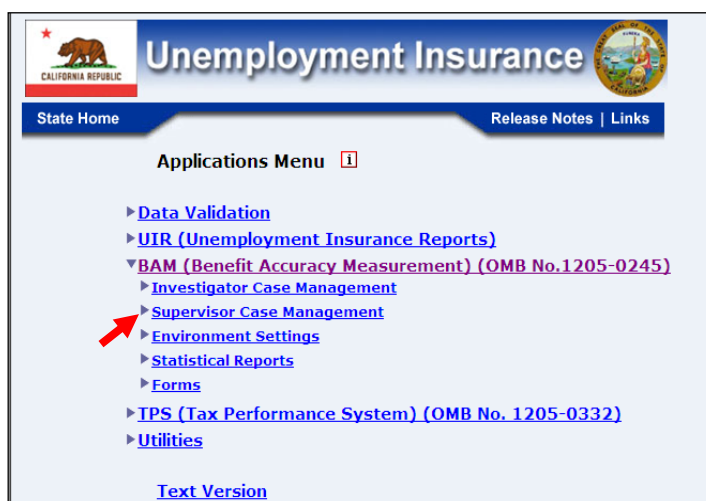 CALIFORNIA REPUBLIC
Unemployment Insurance
State Home
Release Notes | Links
Applications Menu i
Data Validation
UIR (Unemployment Insurance Reports)
BAM (Benefit Accuracy Measurement) (OMB No.1205-0245)
Investigator Case Management
Supervisor Case Management
Environment Settings
Statistical Reports
Forms
TPS (Tax Performance System) (OMB No. 1205-0332)
Utilities
Text Version